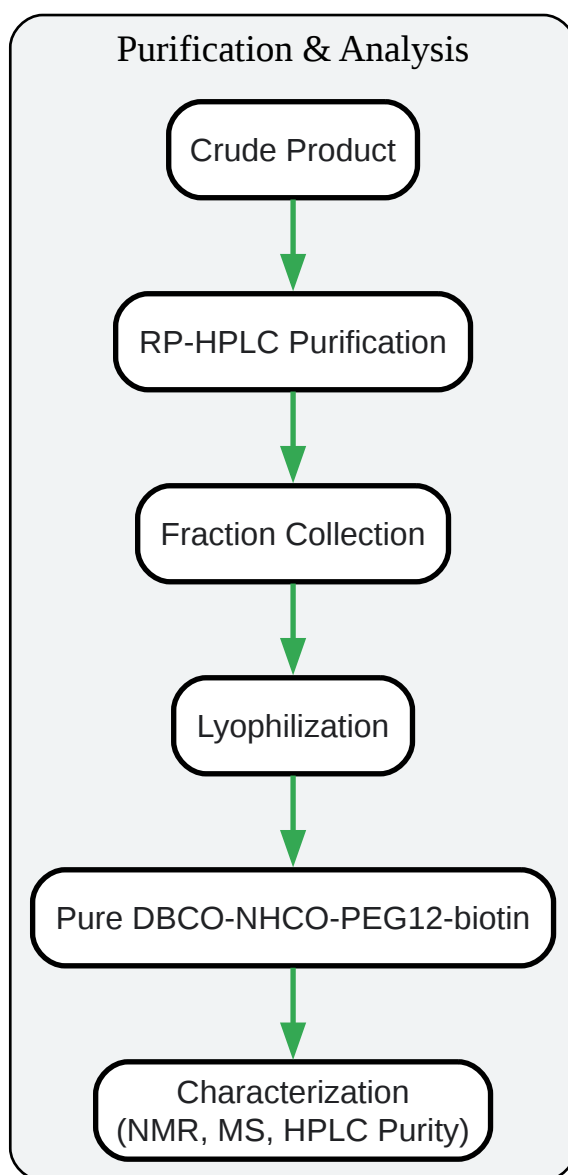 Purification & Analysis
Crude Product
RP-HPLC Purification
Fraction Collection
Lyophilization
Pure DBCO-NHCO-PEG12-biotin
Characterization
(NMR, MS, HPLC Purity)